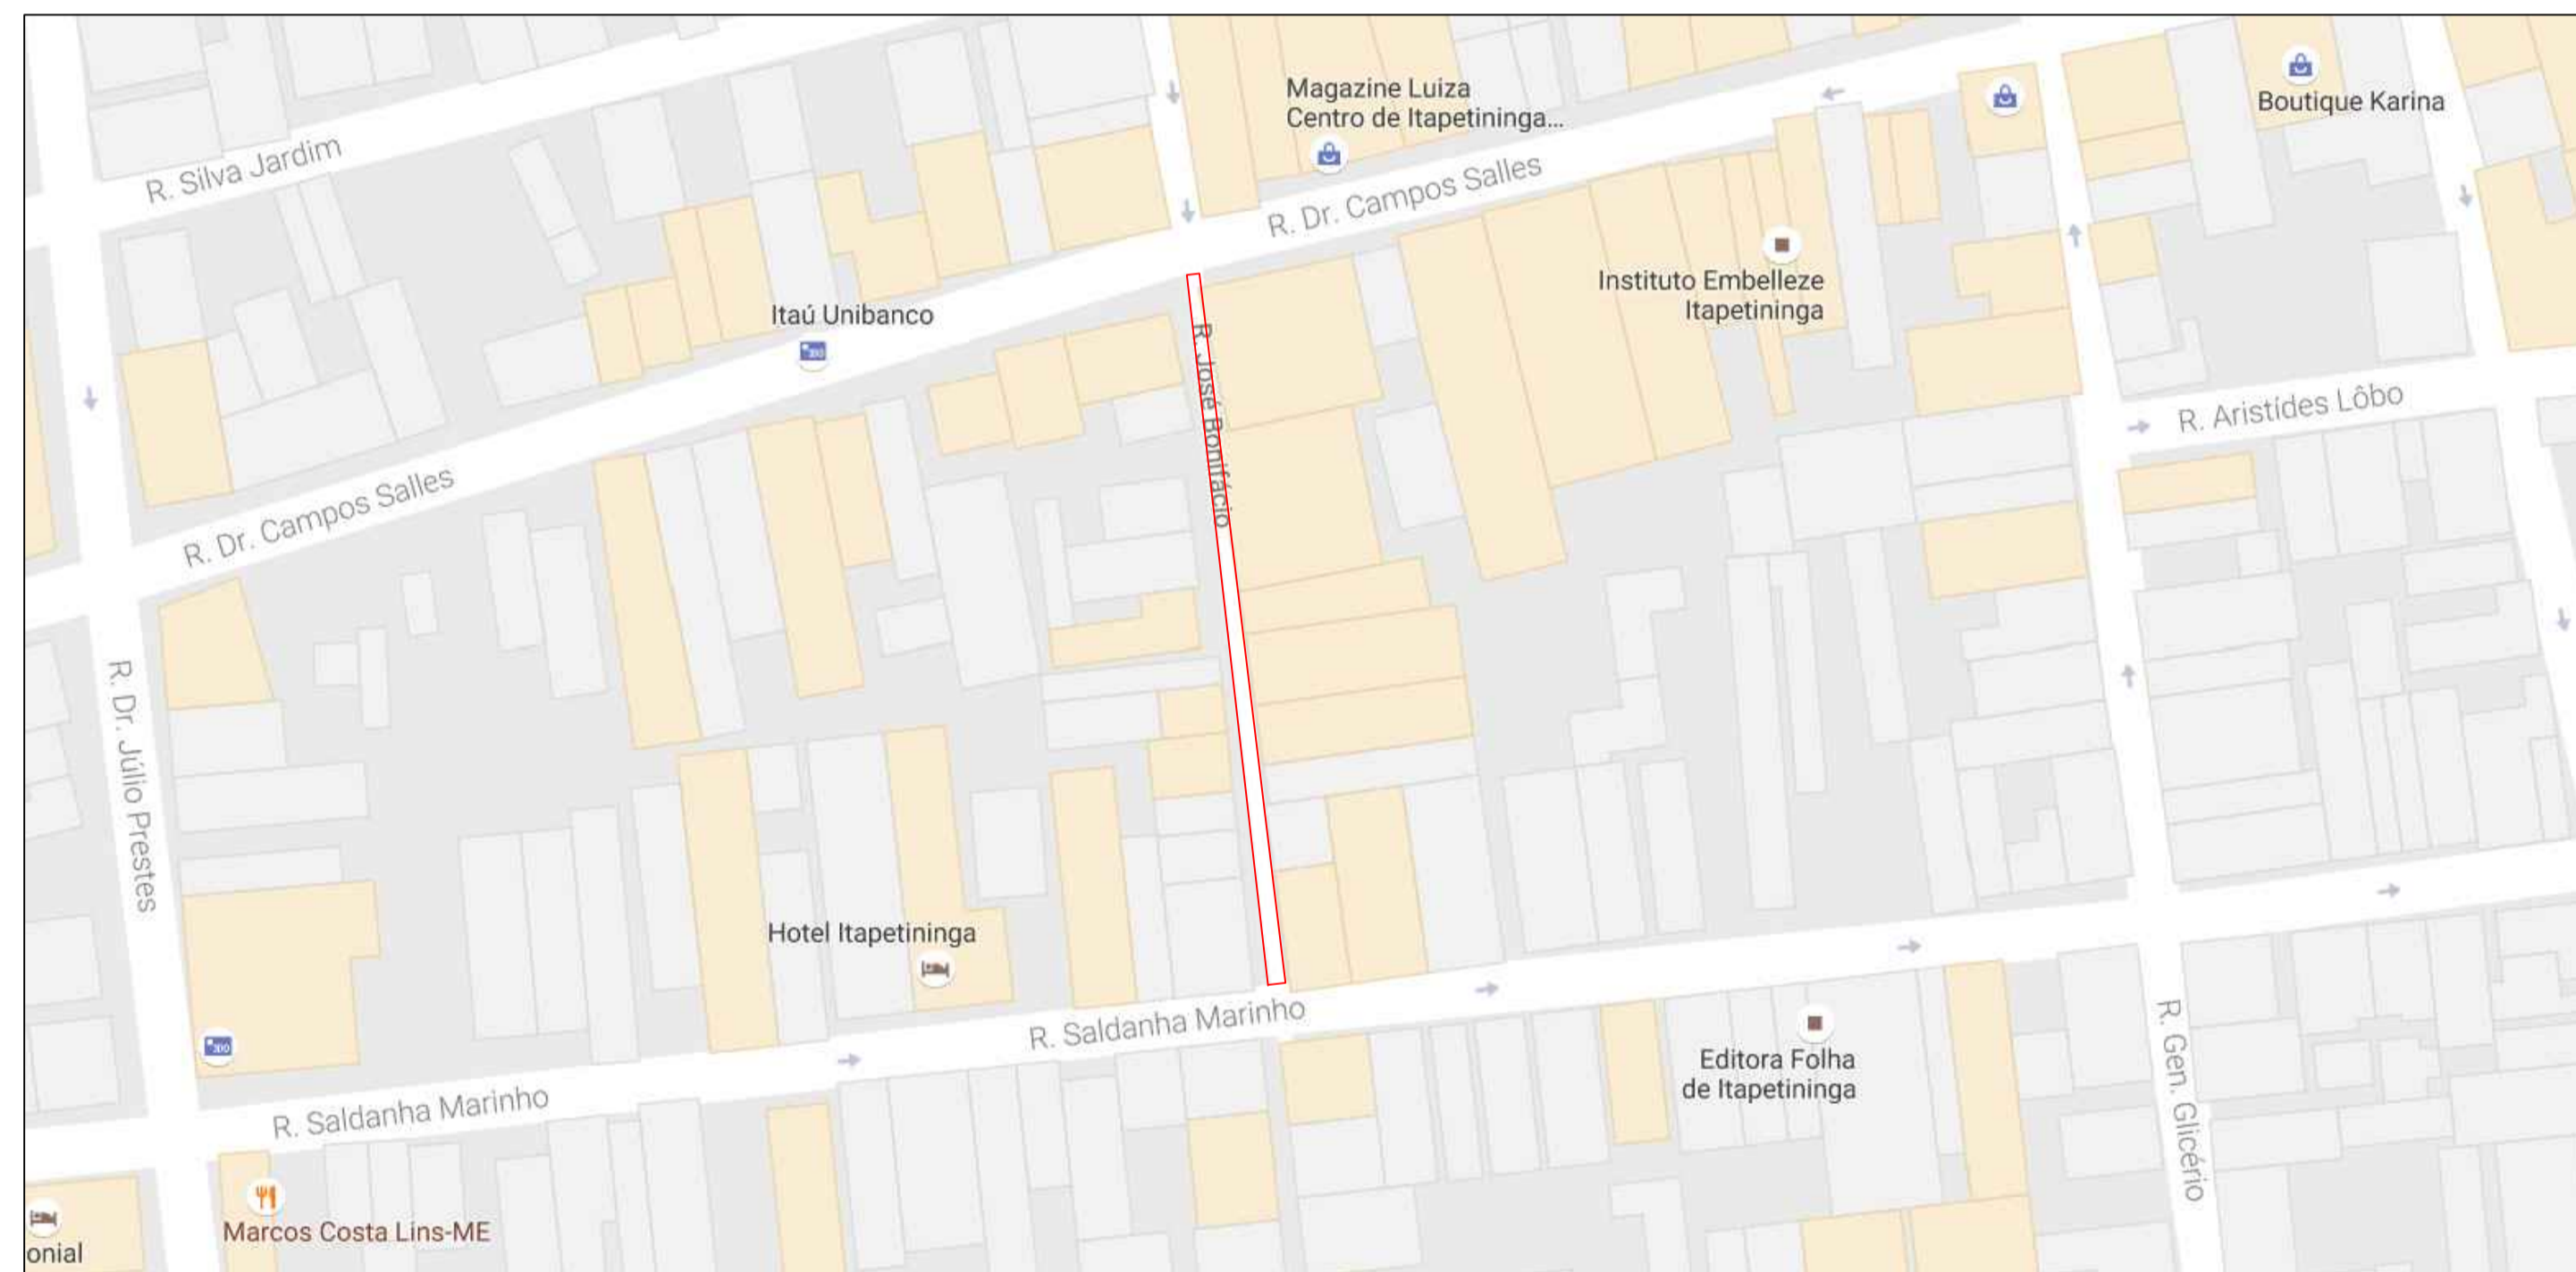 Magazine Luiza
Centro de Itapetininga...
Boutique Karina
R. Silva Jardim
R. Dr. Campos Salles
Instituto Embelleze
Itapetininga
Itaú Unibanco
R. José Bonifácio
R. Aristídes Lôbo
R. Dr. Campos Salles
R. Dr. Júlio Prestes
Hotel Itapetininga
R. Saldanha Marinho
Editora Folha
de Itapetininga
R. Gen. Glicério
R. Saldanha Marinho
Marcos Costa Lins-ME
onial